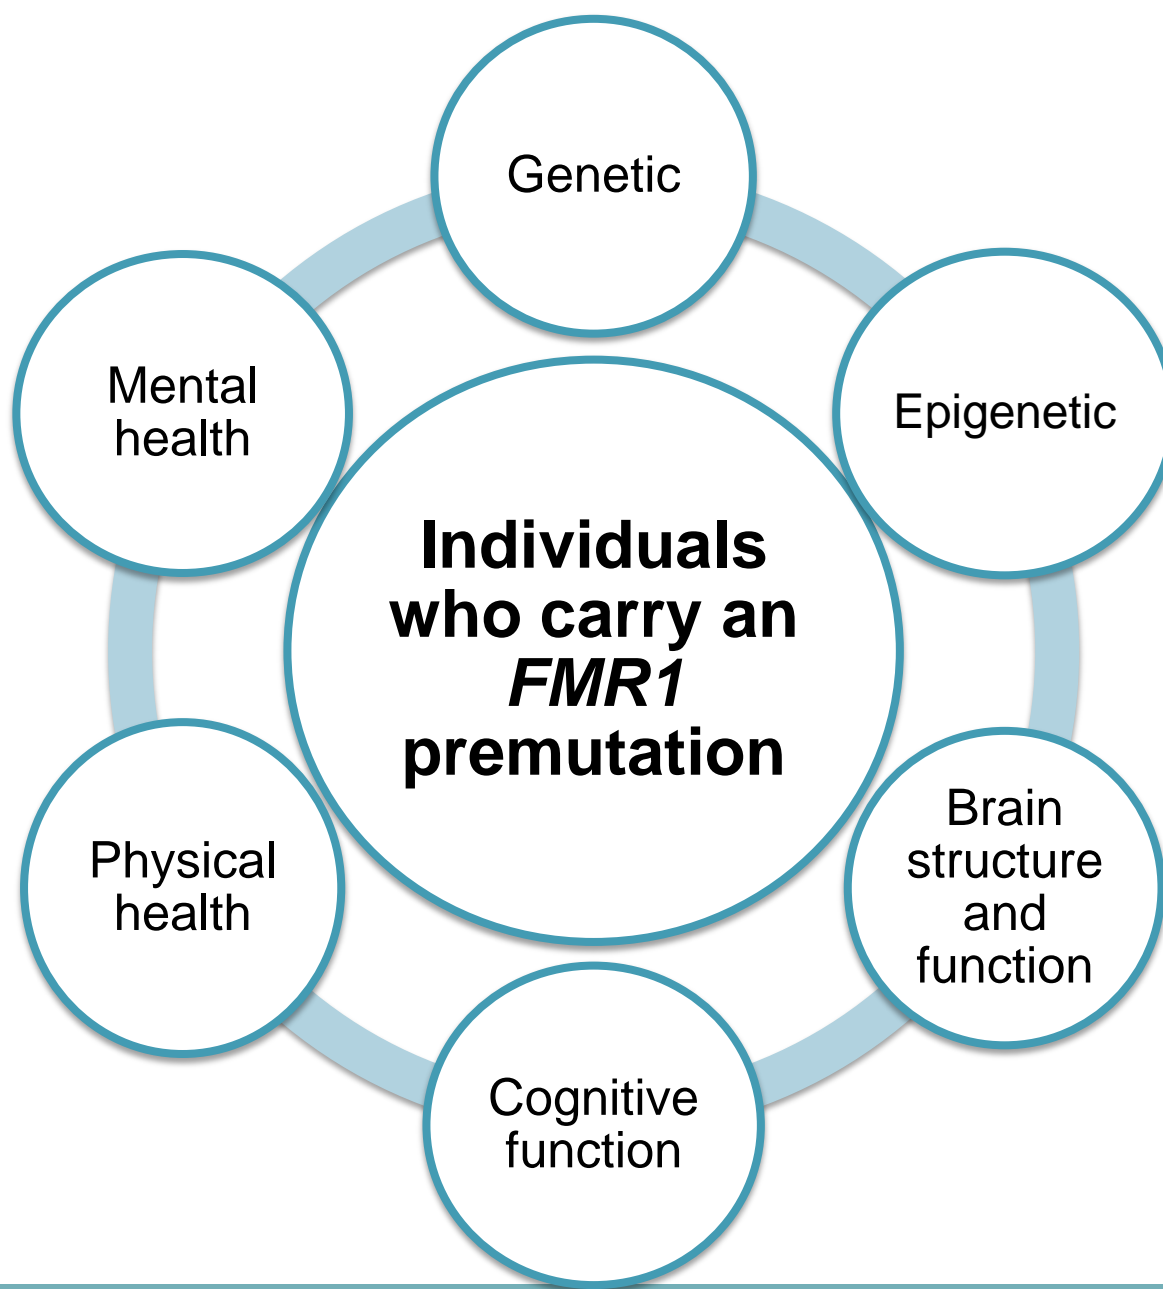 Genetic
Epigenetic
Mental
health
Individuals
who carry an
FMR1
premutation
Brain
structure
and
function
Physical
health
Cognitive
function